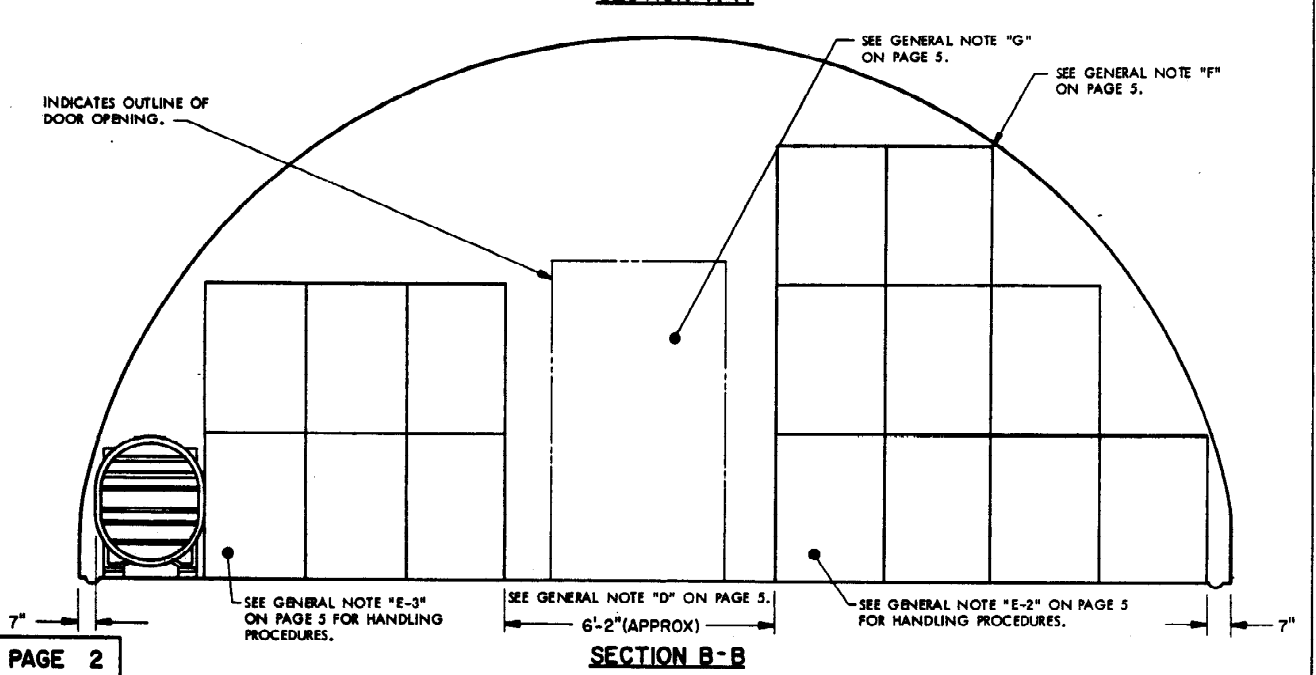 SEE GENERAL NOTE "G"
ON PAGE 5.
SEE GENERAL NOTE "F"
ON PAGE 5.
INDICATES OUTLINE OF
DOOR OPENING.
SEE GENERAL NOTE "E-3"
ON PAGE 5 FOR HANDLING
PROCEDURES.
SEE GENERAL NOTE "D" ON PAGE 5.
SEE GENERAL NOTE "E-2" ON PAGE 5
FOR HANDLING PROCEDURES.
7"
6'-2"(APPROX)
7"
PAGE 2
SECTION B-B